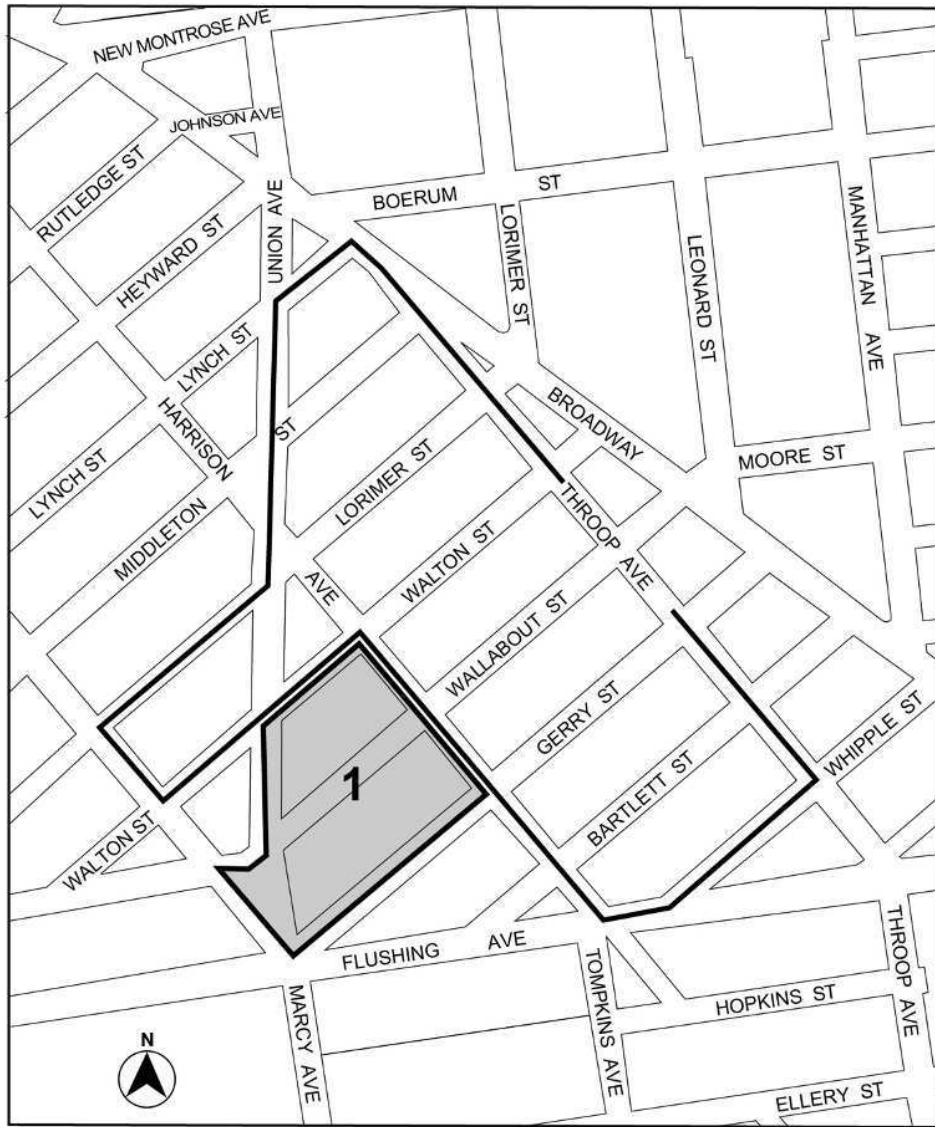 NEW MONTROSE AVE
JOHNSON AVE
RUTLEDGE ST
HEYWARD ST
UNION AVE
BOERUM ST
LORIMER ST
LEONARD ST
MANHATTAN AVE
LYNCH ST
HARRISON
LYNCH ST
MIDDLETON
ST
LORIMER ST
BROADWAY
MOORE ST
THROOP AVE
AVE
WALTON ST
WALLABOUT ST
GERRY ST
BARTLETT ST
WHIPPLE ST
1
WALTON ST
FLUSHING AVE
MARCY AVE
TOMPKINS AVE
THROOP AVE
HOPKINS ST
ELLERY ST
N